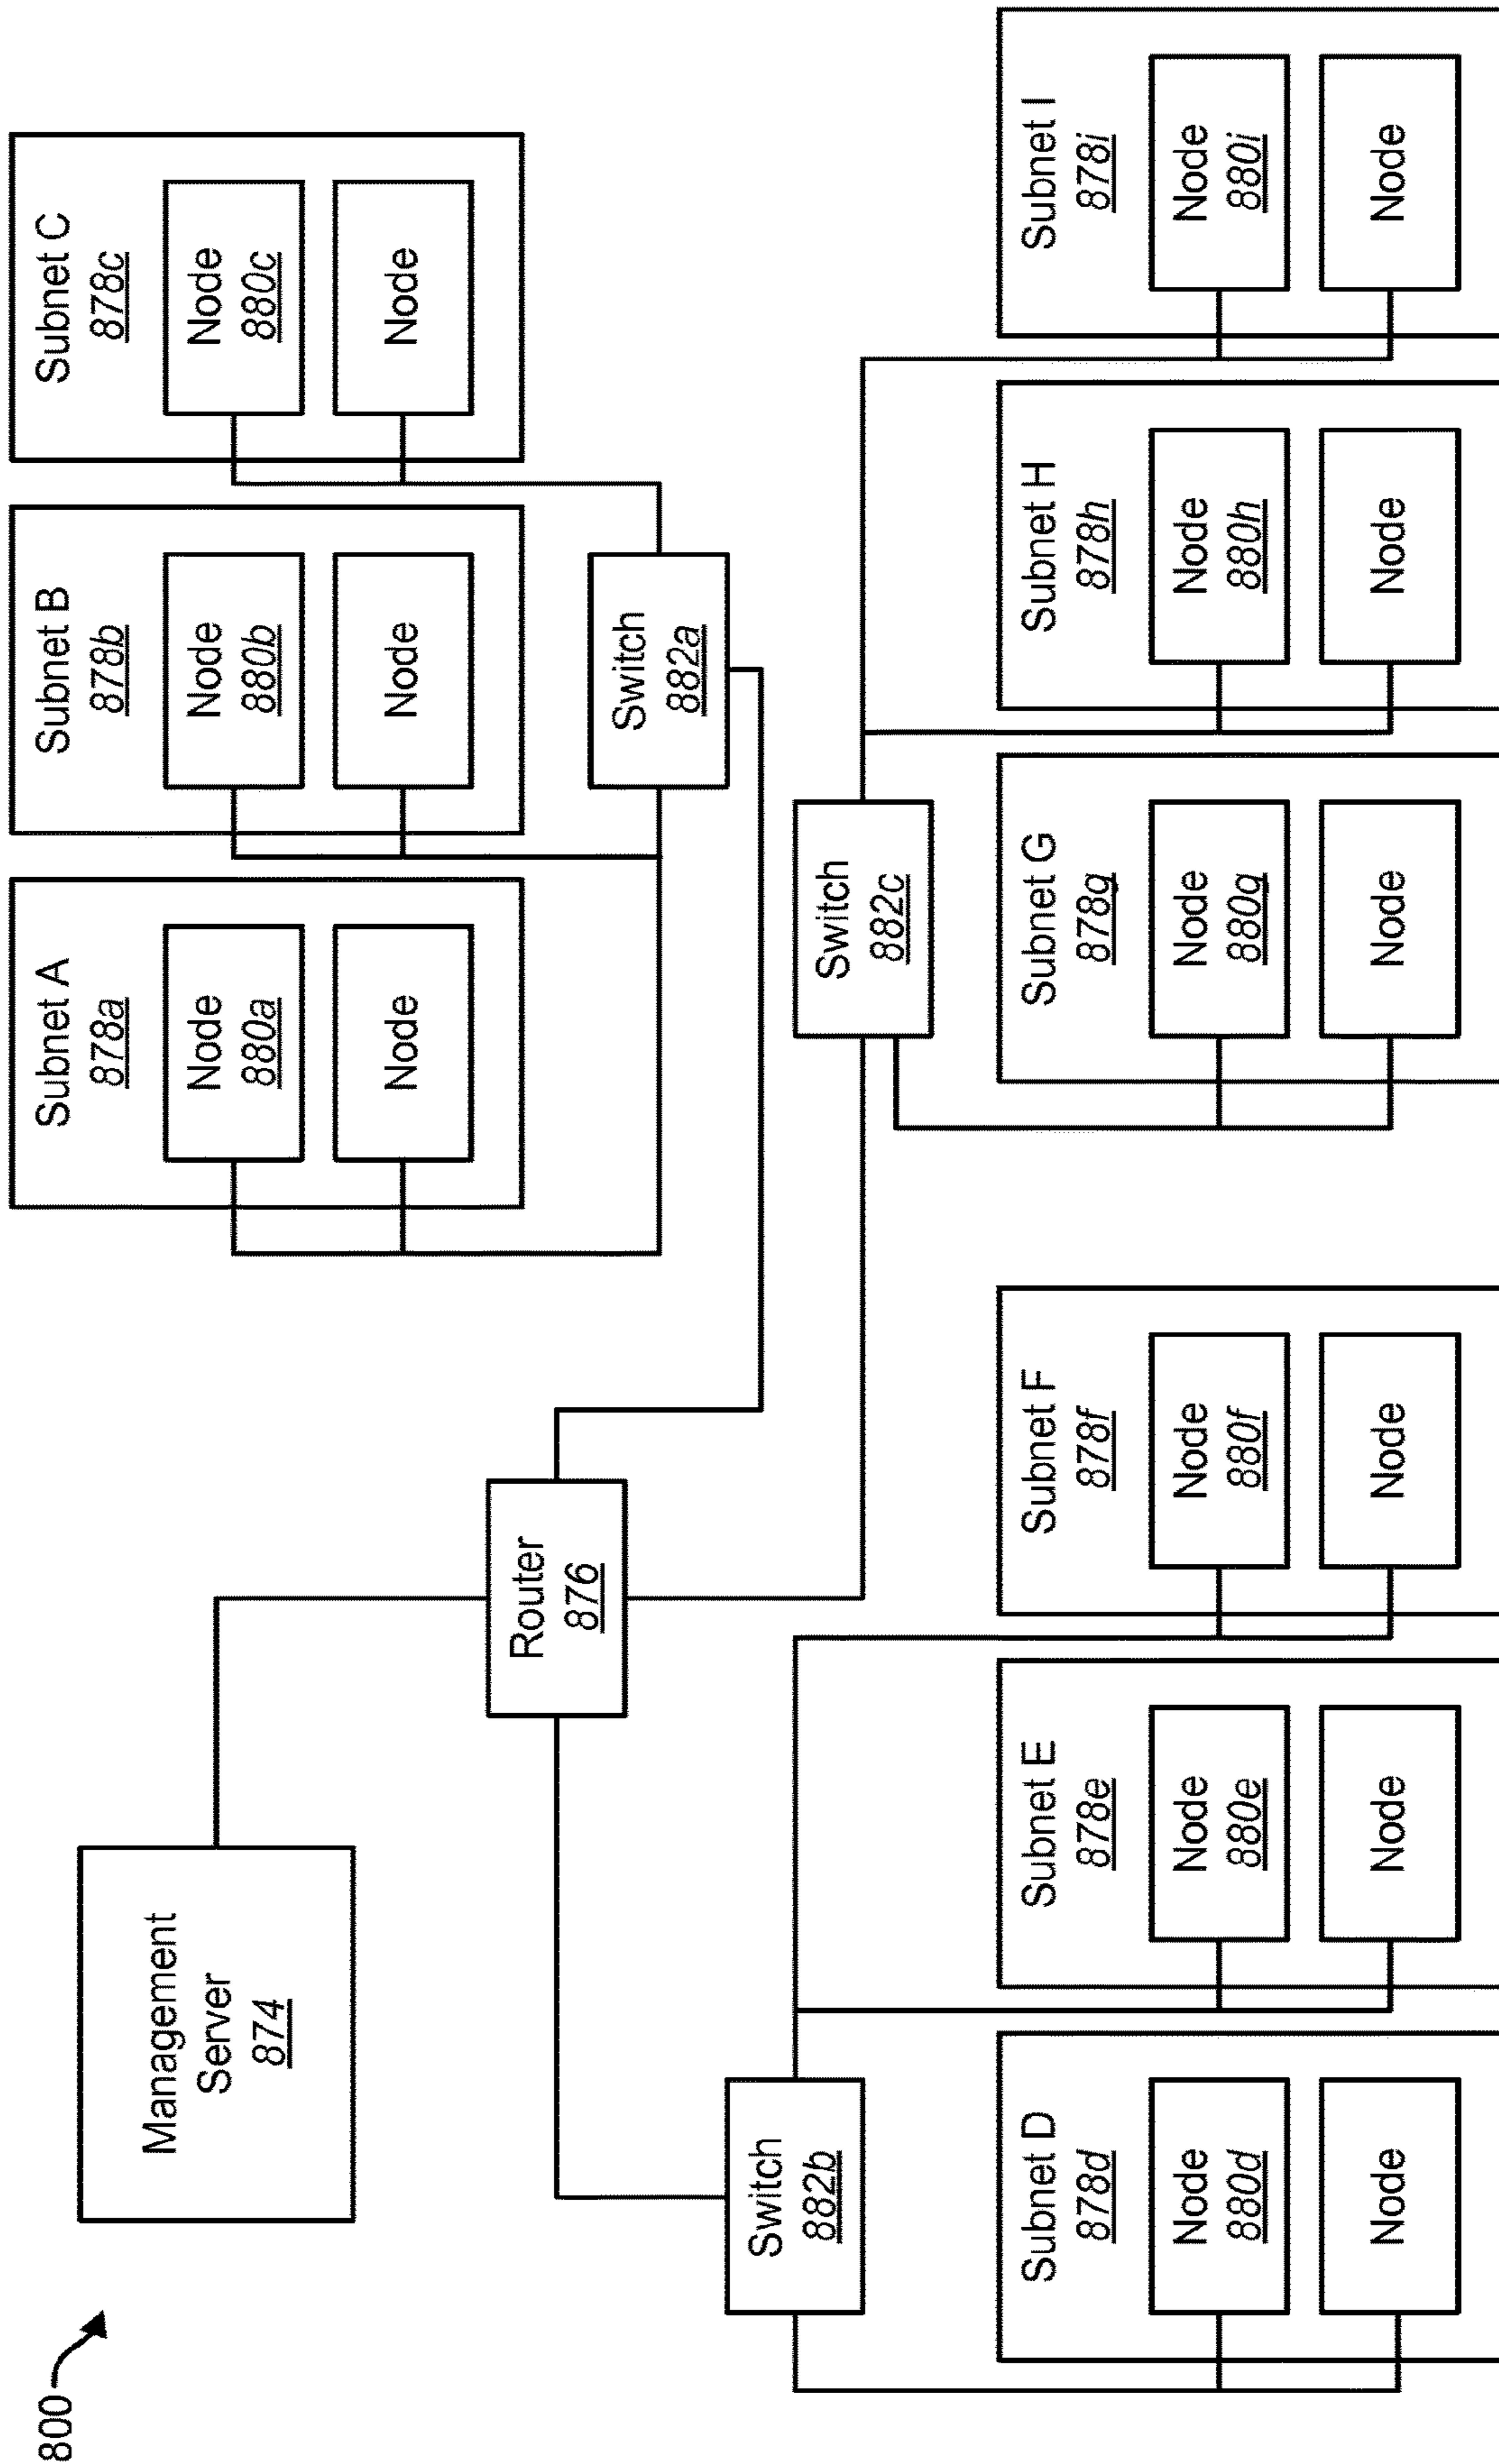 800
Management
Server
874
Router
876
Subnet A
878a
Node
880a
Node
Subnet B
878b
Node
880b
Node
Subnet C
878c
Node
880c
Node
Switch
882a
Switch
882b
Switch
882c
Subnet D
878d
Node
880d
Node
Subnet E
878e
Node
880e
Node
Subnet F
878f
Node
880f
Node
Subnet G
878g
Node
880g
Node
Subnet H
878h
Node
880h
Node
Subnet I
878i
Node
880i
Node